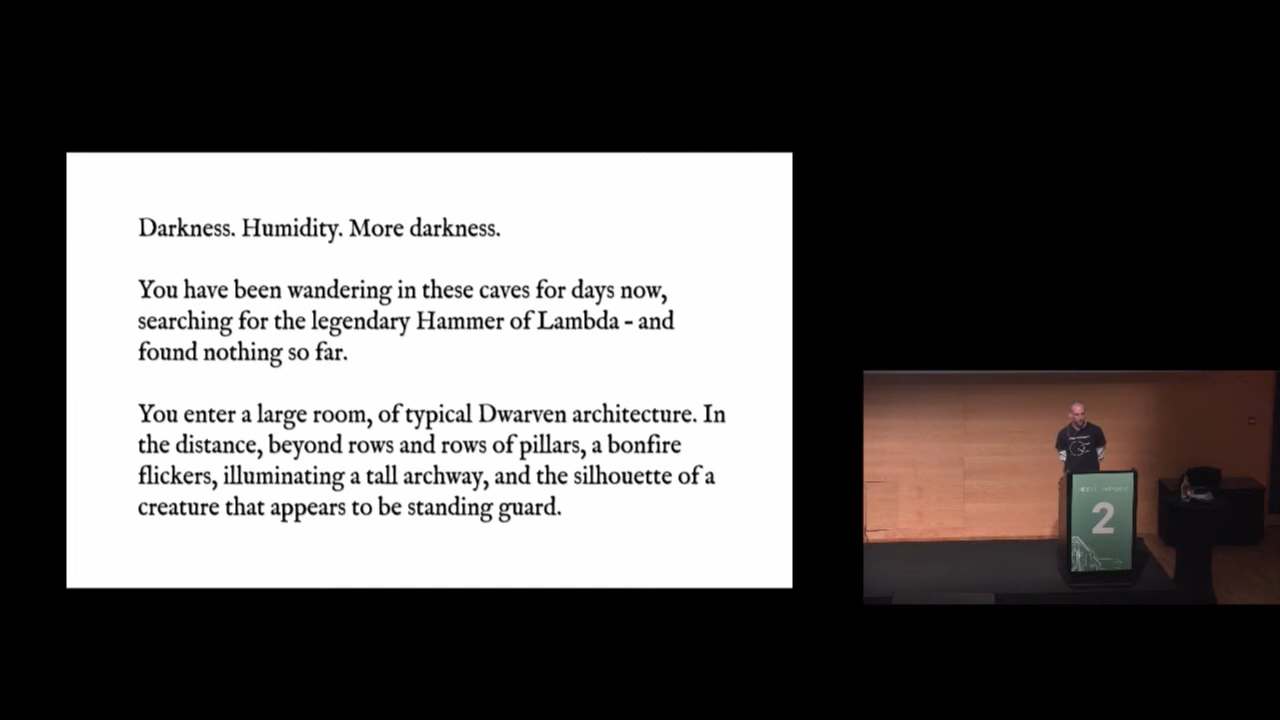 Darkness. Humidity. More darkness.
You have been wandering in these caves for days now,
searching for the legendary Hammer of Lambda - and
found nothing so far.
You enter a large room, of typical Dwarven architecture. In
the distance, beyond rows and rows of pillars, a bonfire
flickers, illuminating a tall archway, and the silhouette of a
creature that appears to be standing guard.
2